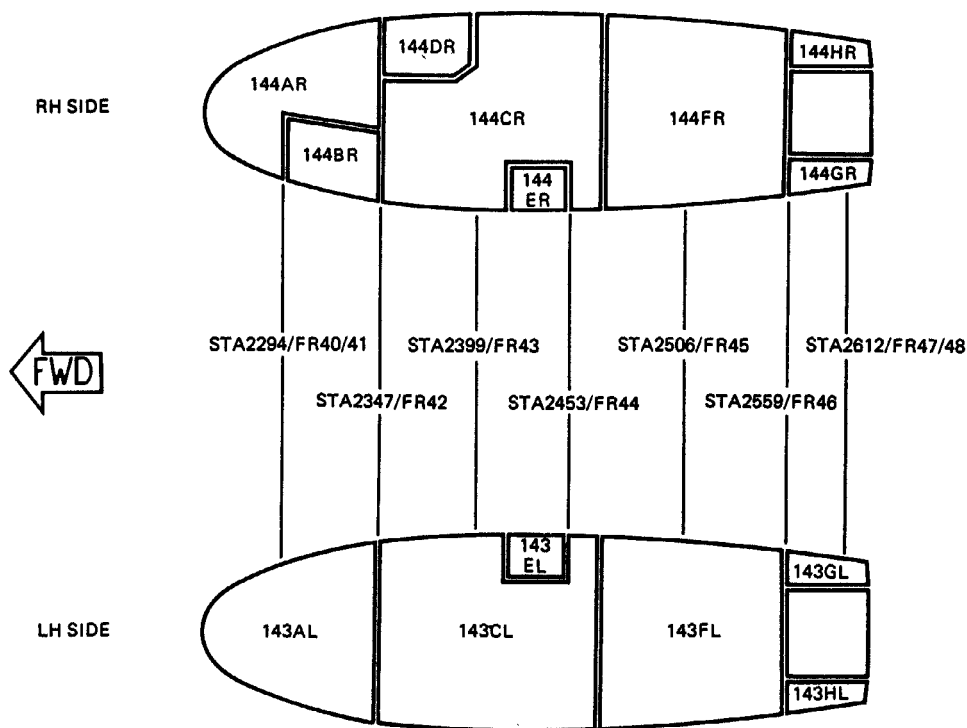 144DR
144HR
144AR
RH SIDE
144CR
144FR
144BR
144
ER
144GR
STA2294/FR40/41
STA2399/FR43
STA2506/FR45
STA2612/FR47/48
FWD
STA2347/FR42
STA2453/FR44
STA2559/FR46
143
EL
143GL
LH SIDE
143AL
143CL
143FL
143HL